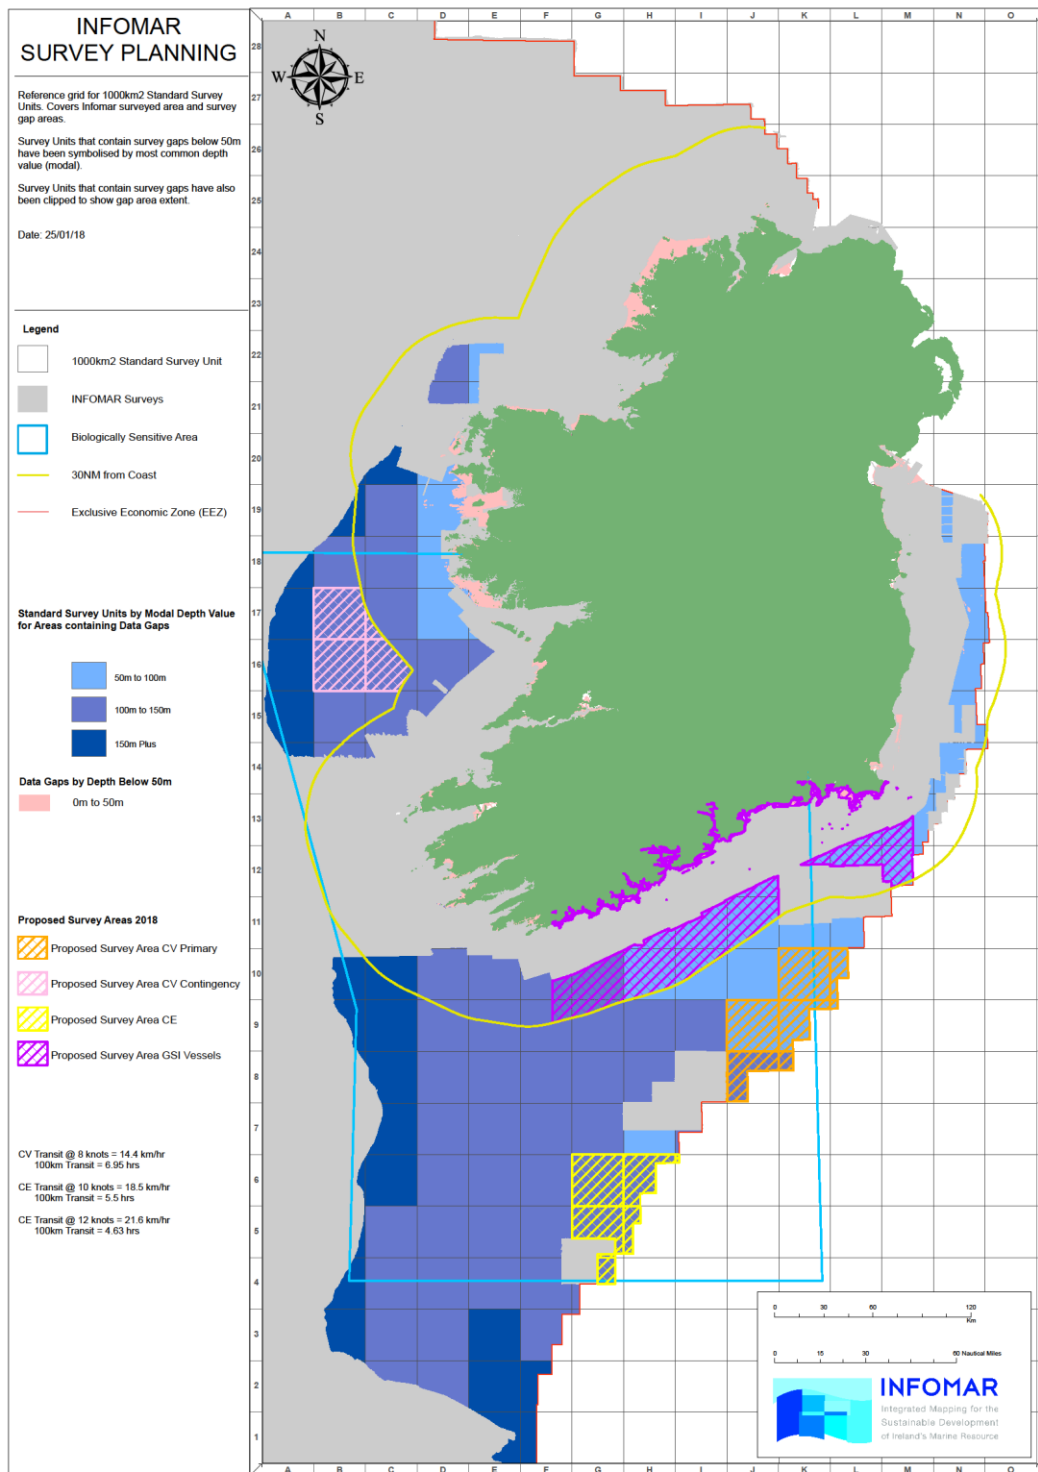 INFOMAR
SURVEY PLANNING
Reference grid for 1000km2 Standard Survey
Units. Covers Infomar surveyed area and survey
gap areas.
Survey Units that contain survey gaps below 50m
have been symbolised by most common depth
value (modal).
Survey Units that contain survey gaps have also
been clipped to show gap area extent.
Date: 25/01/18
Legend
1000km2 Standard Survey Unit
INFOMAR Surveys
Biologically Sensitive Area
30NM from Coast
Exclusive Economic Zone (EEZ)
Standard Survey Units by Modal Depth Value
for Areas containing Data Gaps
50m to 100m
100m to 150m
150m Plus
Data Gaps by Depth Below 50m
0m to 50m
Proposed Survey Areas 2018
Proposed Survey Area CV Primary
Proposed Survey Area CV Contingency
Proposed Survey Area CE
Proposed Survey Area GSI Vessels
CV Transit @ 8 knots = 14.4 km/hr
100km Transit = 6.95 hrs
CE Transit @ 10 knots = 18.5 km/hr
100km Transit = 5.5 hrs
CE Transit @ 12 knots = 21.6 km/hr
100km Transit = 4.63 hrs
A B C D E F G H I J K L M N O
N
W E
S
28
27
26
25
24
23
22
21
20
19
18
17
16
15
14
13
12
11
10
9
8
7
6
5
4
3
2
1
A B C D E F G H I J K L M N O
0 30 60 120
Km
0 15 30 60 Nautical Miles
INFOMAR
Integrated Mapping for the
Sustainable Development
of Ireland's Marine Resource